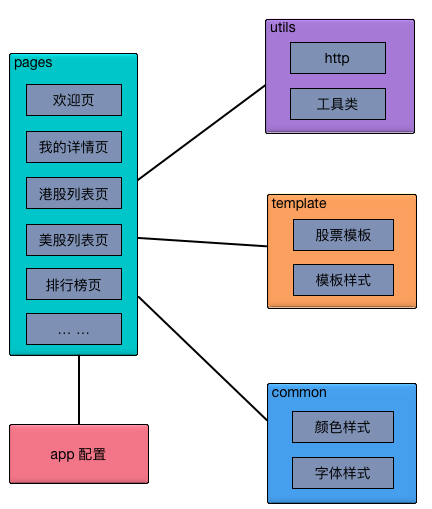 pages
欢迎页
我的详情页
港股列表页
美股列表页
排行榜页
... ...
app 配置
utils
http
工具类
template
股票模板
模板样式
common
颜色样式
字体样式